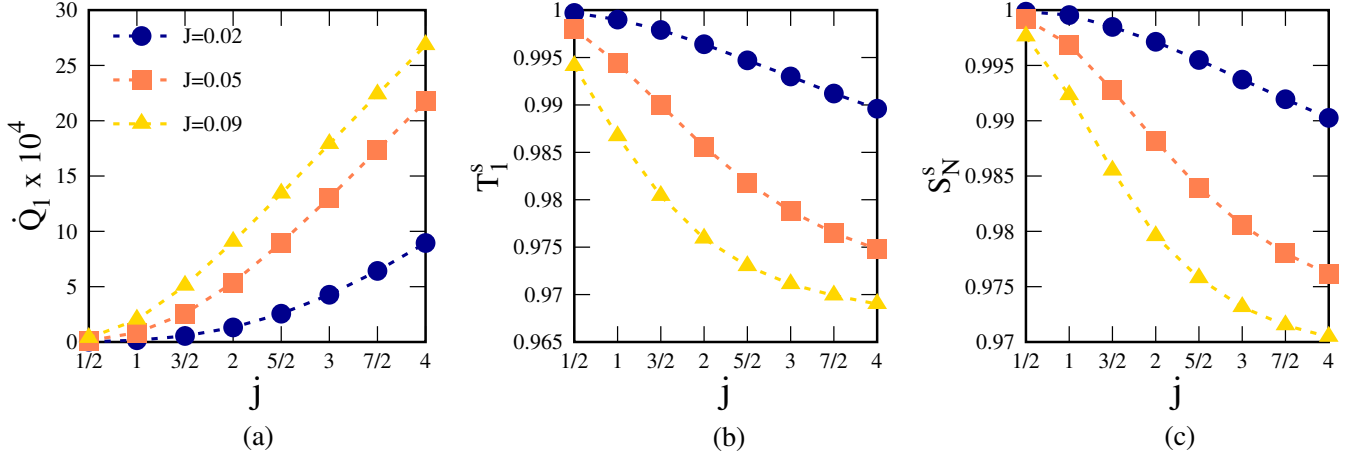 30
25
20
15
10
5
0
Q̇₁ x 10⁴
J=0.02
J=0.05
J=0.09
1/2 1 3/2 2 5/2 3 7/2 4
j
(a)
1
0.995
0.99
0.985
0.98
0.975
0.97
0.965
T₁ˢ
1/2 1 3/2 2 5/2 3 7/2 4
j
(b)
1
0.995
0.99
0.985
0.98
0.975
0.97
S_Nˢ
1/2 1 3/2 2 5/2 3 7/2 4
j
(c)